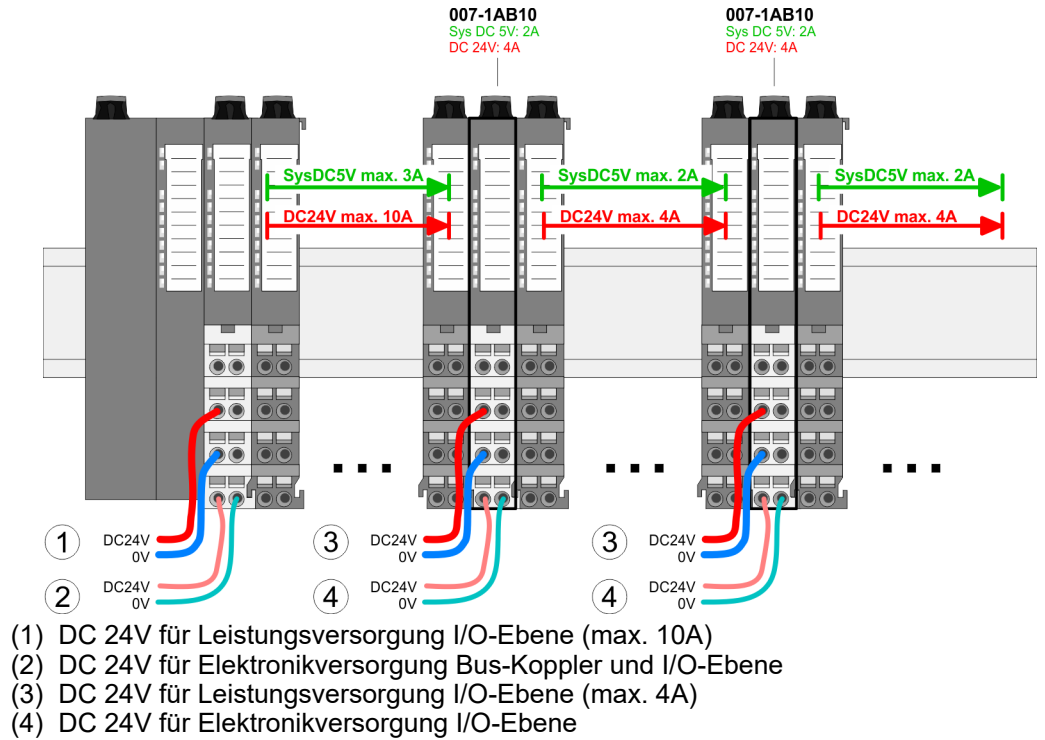 007-1AB10
Sys DC 5V: 2A
DC 24V: 4A
007-1AB10
Sys DC 5V: 2A
DC 24V: 4A
SysDC5V max. 3A
SysDC5V max. 2A
SysDC5V max. 2A
DC24V max. 10A
DC24V max. 4A
DC24V max. 4A
1 DC24V
0V
2 DC24V
0V
3 DC24V
0V
4 DC24V
0V
3 DC24V
0V
4 DC24V
0V
(1) DC 24V für Leistungsversorgung I/O-Ebene (max. 10A)
(2) DC 24V für Elektronikversorgung Bus-Koppler und I/O-Ebene
(3) DC 24V für Leistungsversorgung I/O-Ebene (max. 4A)
(4) DC 24V für Elektronikversorgung I/O-Ebene